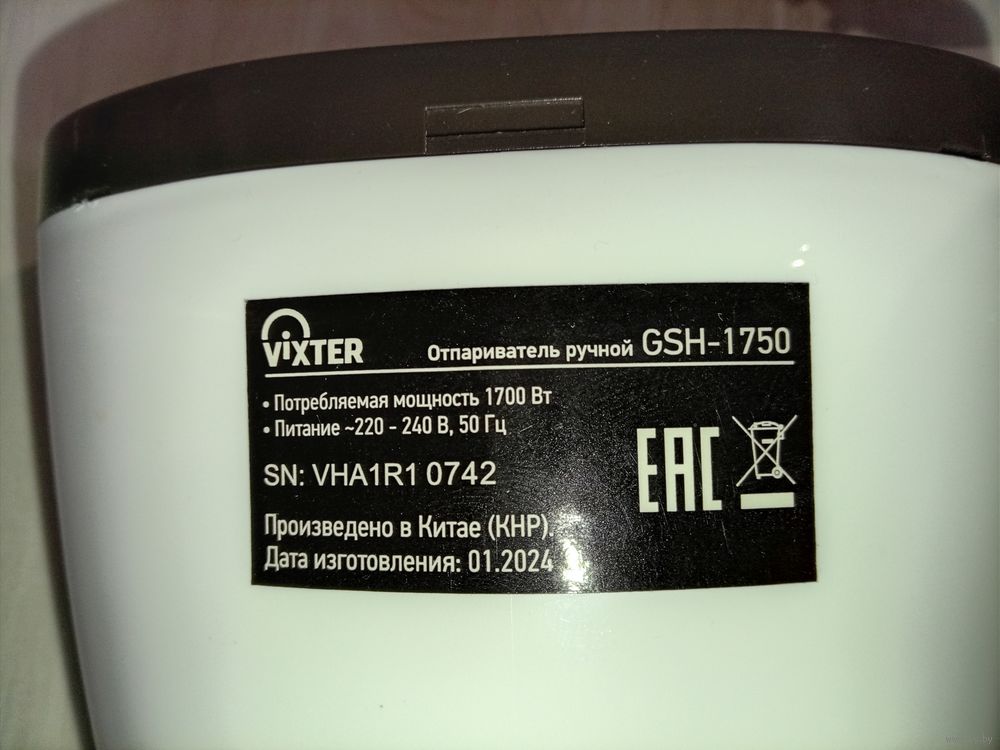 ViXTER
Отпариватель ручной GSH-1750
• Потребляемая мощность 1700 Вт
• Питание ~220 - 240 В, 50 Гц
SN: VHA1R1 0742
EAC
Произведено в Китае (КНР).
Дата изготовления: 01.2024